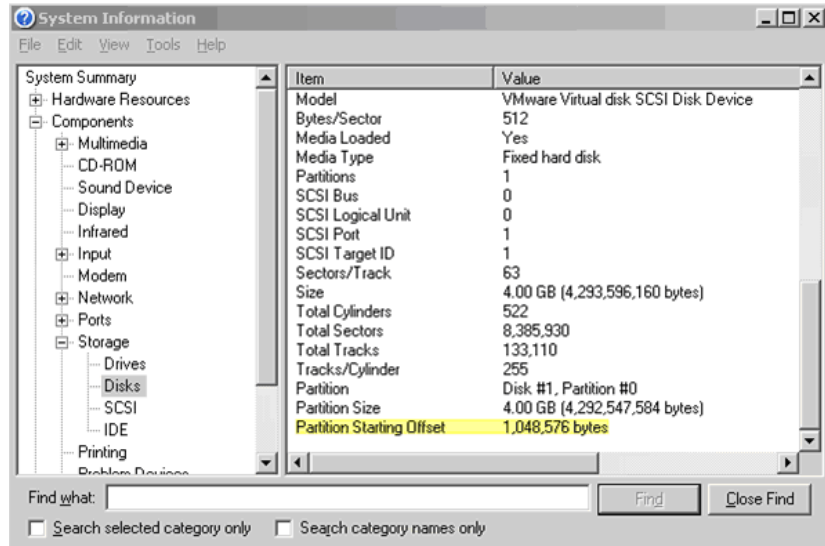 System Information
File Edit View Tools Help
System Summary
Hardware Resources
Components
Multimedia
CD-ROM
Sound Device
Display
Infrared
Input
Modem
Network
Ports
Storage
Drives
Disks
SCSI
IDE
Printing
Problem Devices
Item Value
Model VMware Virtual disk SCSI Disk Device
Bytes/Sector 512
Media Loaded Yes
Media Type Fixed hard disk
Partitions 1
SCSI Bus 0
SCSI Logical Unit 0
SCSI Port 1
SCSI Target ID 1
Sectors/Track 63
Size 4.00 GB (4,293,596,160 bytes)
Total Cylinders 522
Total Sectors 8,385,930
Total Tracks 133,110
Tracks/Cylinder 255
Partition Disk #1, Partition #0
Partition Size 4.00 GB (4,292,547,584 bytes)
Partition Starting Offset 1,048,576 bytes
Find what: Find Close Find
Search selected category only Search category names only